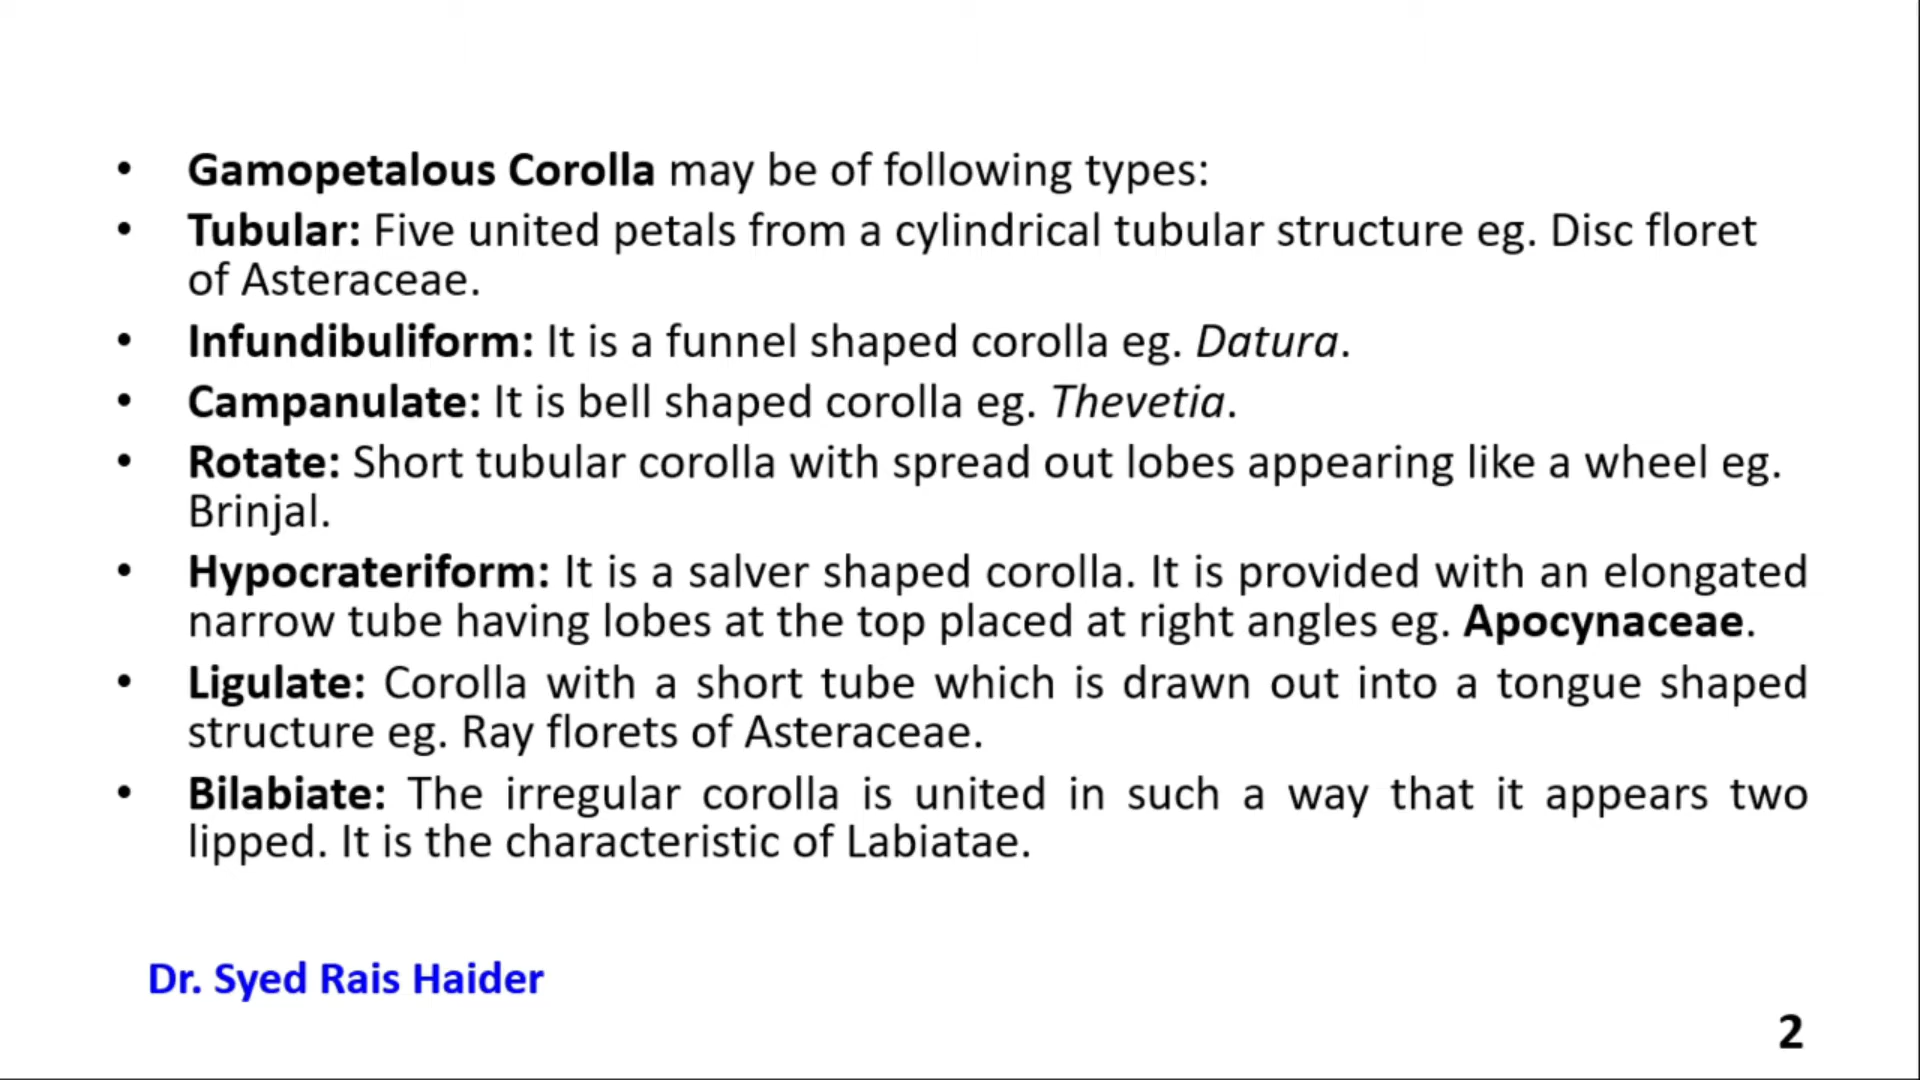 • Gamopetalous Corolla may be of following types:
• Tubular: Five united petals from a cylindrical tubular structure eg. Disc floret
of Asteraceae.
• Infundibuliform: It is a funnel shaped corolla eg. Datura.
• Campanulate: It is bell shaped corolla eg. Thevetia.
• Rotate: Short tubular corolla with spread out lobes appearing like a wheel eg.
Brinjal.
• Hypocrateriform: It is a salver shaped corolla. It is provided with an elongated
narrow tube having lobes at the top placed at right angles eg. Apocynaceae.
• Ligulate: Corolla with a short tube which is drawn out into a tongue shaped
structure eg. Ray florets of Asteraceae.
• Bilabiate: The irregular corolla is united in such a way that it appears two
lipped. It is the characteristic of Labiatae.
Dr. Syed Rais Haider
2